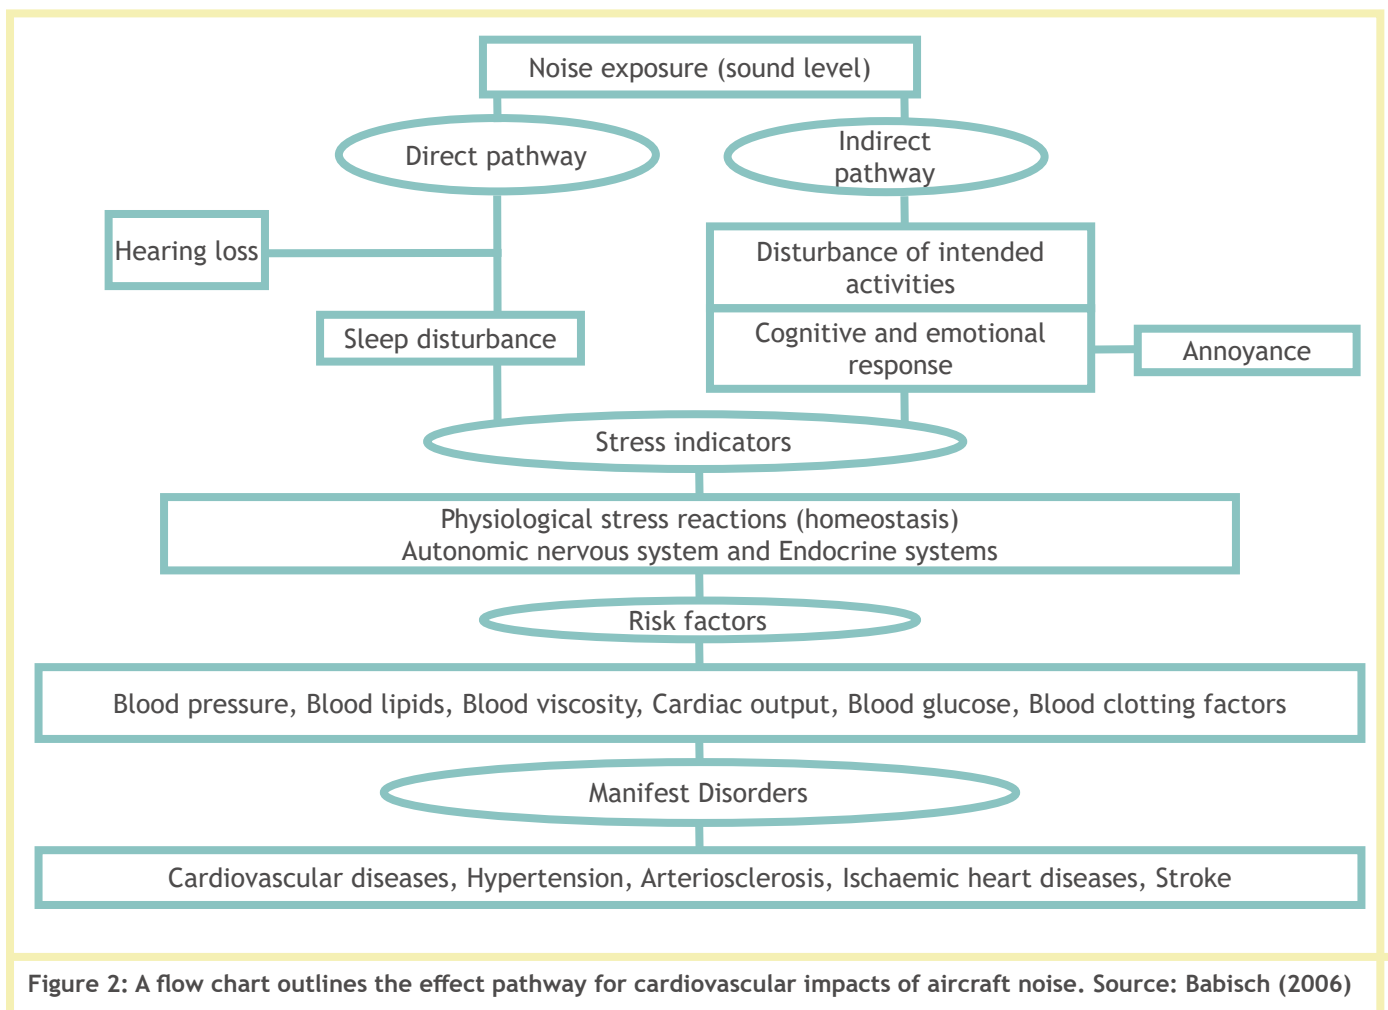 Noise exposure (sound level)
Direct pathway
Indirect
pathway
Hearing loss
Disturbance of intended
activities
Sleep disturbance
Cognitive and emotional
response
Annoyance
Stress indicators
Physiological stress reactions (homeostasis)
Autonomic nervous system and Endocrine systems
Risk factors
Blood pressure, Blood lipids, Blood viscosity, Cardiac output, Blood glucose, Blood clotting factors
Manifest Disorders
Cardiovascular diseases, Hypertension, Arteriosclerosis, Ischaemic heart diseases, Stroke
Figure 2: A flow chart outlines the effect pathway for cardiovascular impacts of aircraft noise. Source: Babisch (2006)